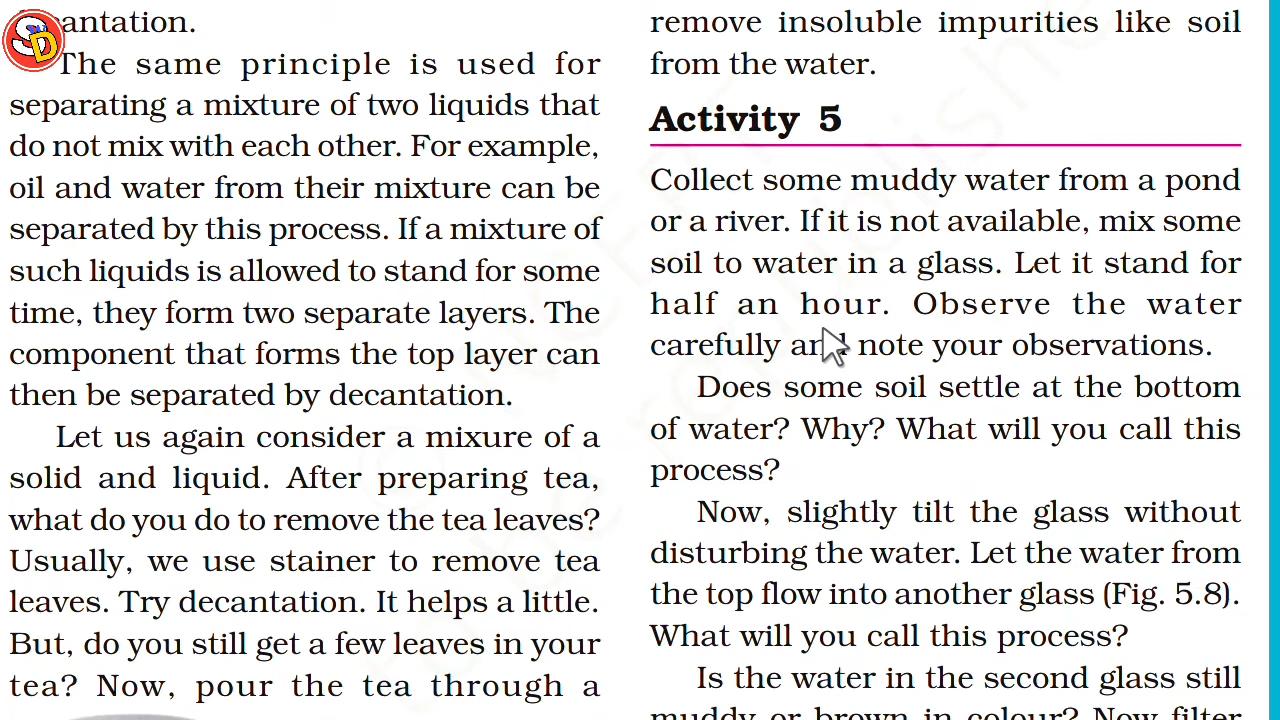 SD
antation.
The same principle is used for
separating a mixture of two liquids that
do not mix with each other. For example,
oil and water from their mixture can be
separated by this process. If a mixture of
such liquids is allowed to stand for some
time, they form two separate layers. The
component that forms the top layer can
then be separated by decantation.
Let us again consider a mixure of a
solid and liquid. After preparing tea,
what do you do to remove the tea leaves?
Usually, we use stainer to remove tea
leaves. Try decantation. It helps a little.
But, do you still get a few leaves in your
tea? Now, pour the tea through a
remove insoluble impurities like soil
from the water.
Activity 5
Collect some muddy water from a pond
or a river. If it is not available, mix some
soil to water in a glass. Let it stand for
half an hour. Observe the water
carefully and note your observations.
Does some soil settle at the bottom
of water? Why? What will you call this
process?
Now, slightly tilt the glass without
disturbing the water. Let the water from
the top flow into another glass (Fig. 5.8).
What will you call this process?
Is the water in the second glass still
muddy or brown in colour? Now filter